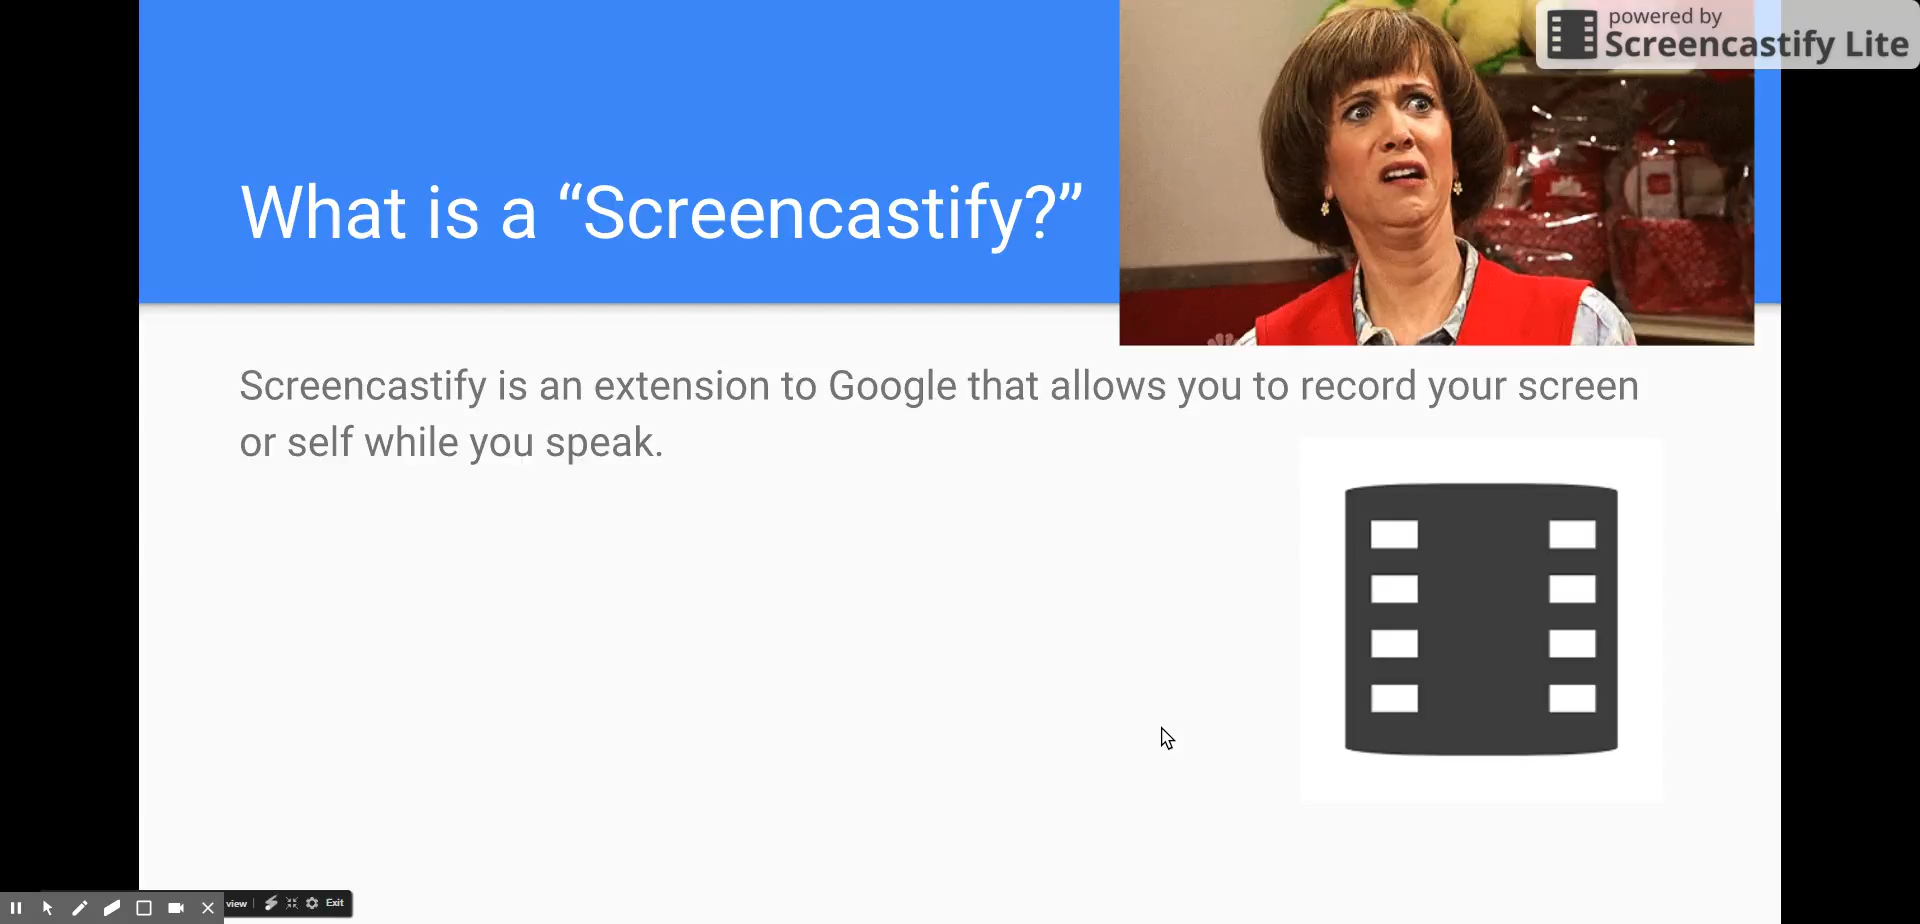 powered by
Screencastify Lite
What is a “Screencastify?”
Screencastify is an extension to Google that allows you to record your screen
or self while you speak.
view
Exit